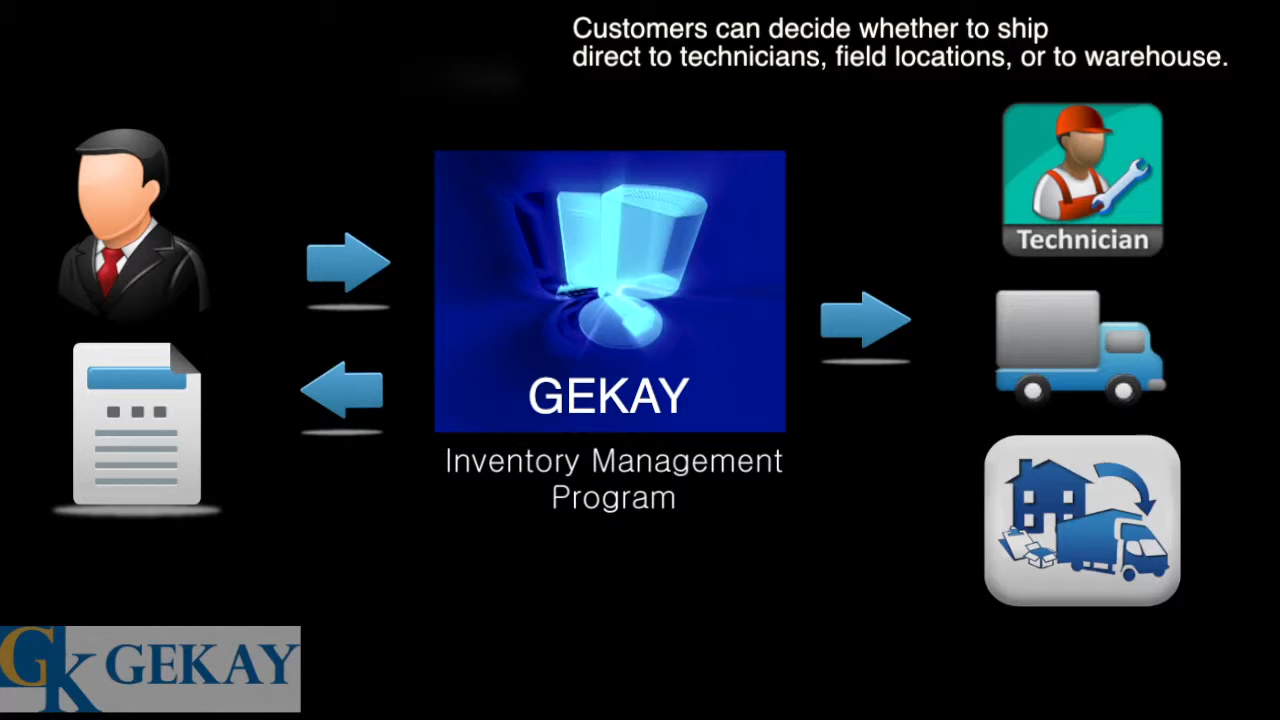 Customers can decide whether to ship
direct to technicians, field locations, or to warehouse.
Technician
GEKAY
Inventory Management
Program
GK GEKAY